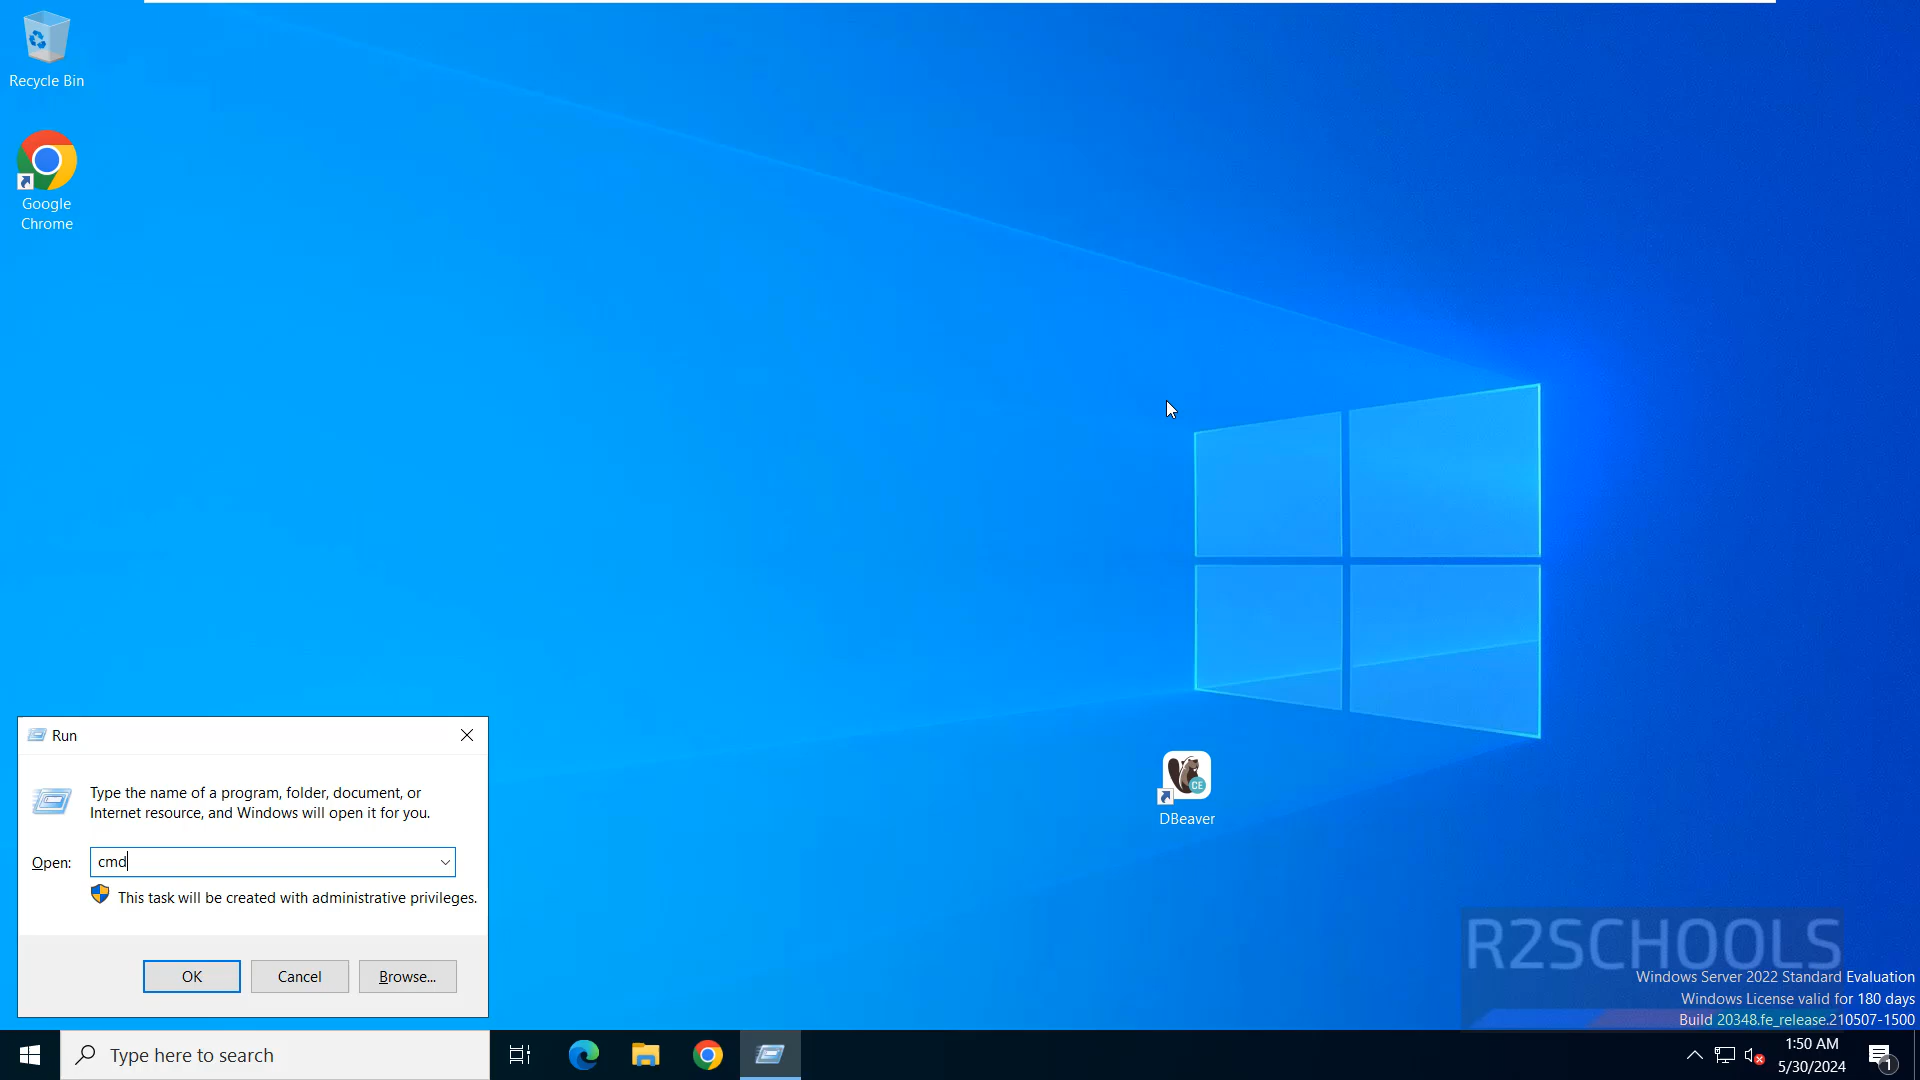 Recycle Bin
Google
Chrome
DBeaver
CE
Run
Type the name of a program, folder, document, or
Internet resource, and Windows will open it for you.
Open:
cmd
This task will be created with administrative privileges.
OK
Cancel
Browse...
R2SCHOOLS
Windows Server 2022 Standard Evaluation
Windows License valid for 180 days
Build 20348.fe_release.210507-1500
Type here to search
1:50 AM
5/30/2024
1